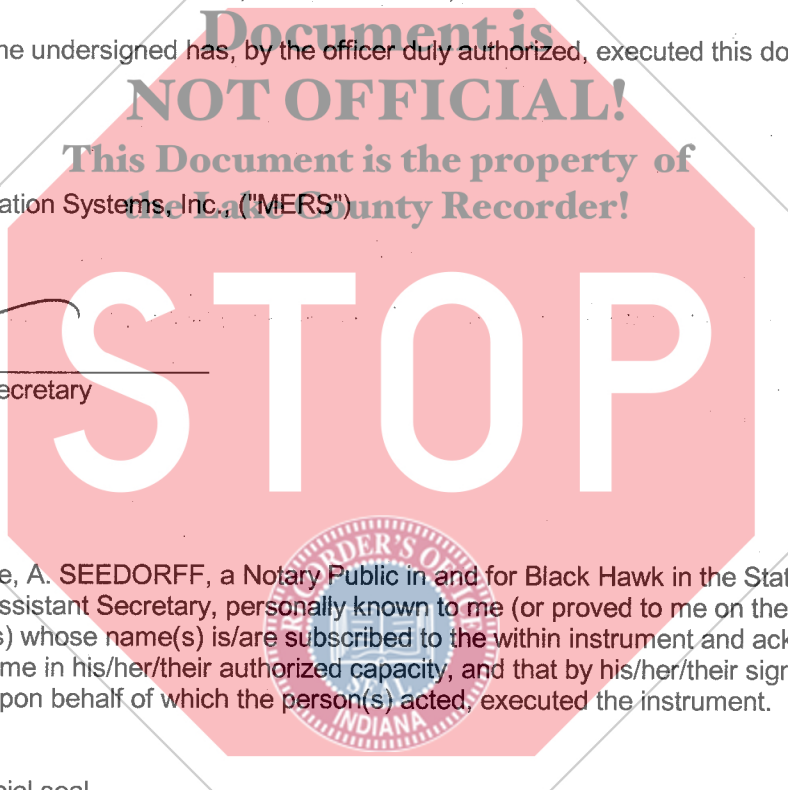 Document is
ne undersigned has, by the officer duly authorized, executed this do
NOT OFFICIAL!
This Document is the property of
ation Systems, Inc., ("MERS")
the Lake County Recorder!
STOP
ecretary
RECORDER'S OFFICE
e, A. SEEDORFF, a Notary Public in and for Black Hawk in the Stat
ssistant Secretary, personally known to me (or proved to me on the
s) whose name(s) is/are subscribed to the within instrument and ack
me in his/her/their authorized capacity, and that by his/her/their sign
pon behalf of which the person(s) acted, executed the instrument.
SEAL
INDIANA
cial seal